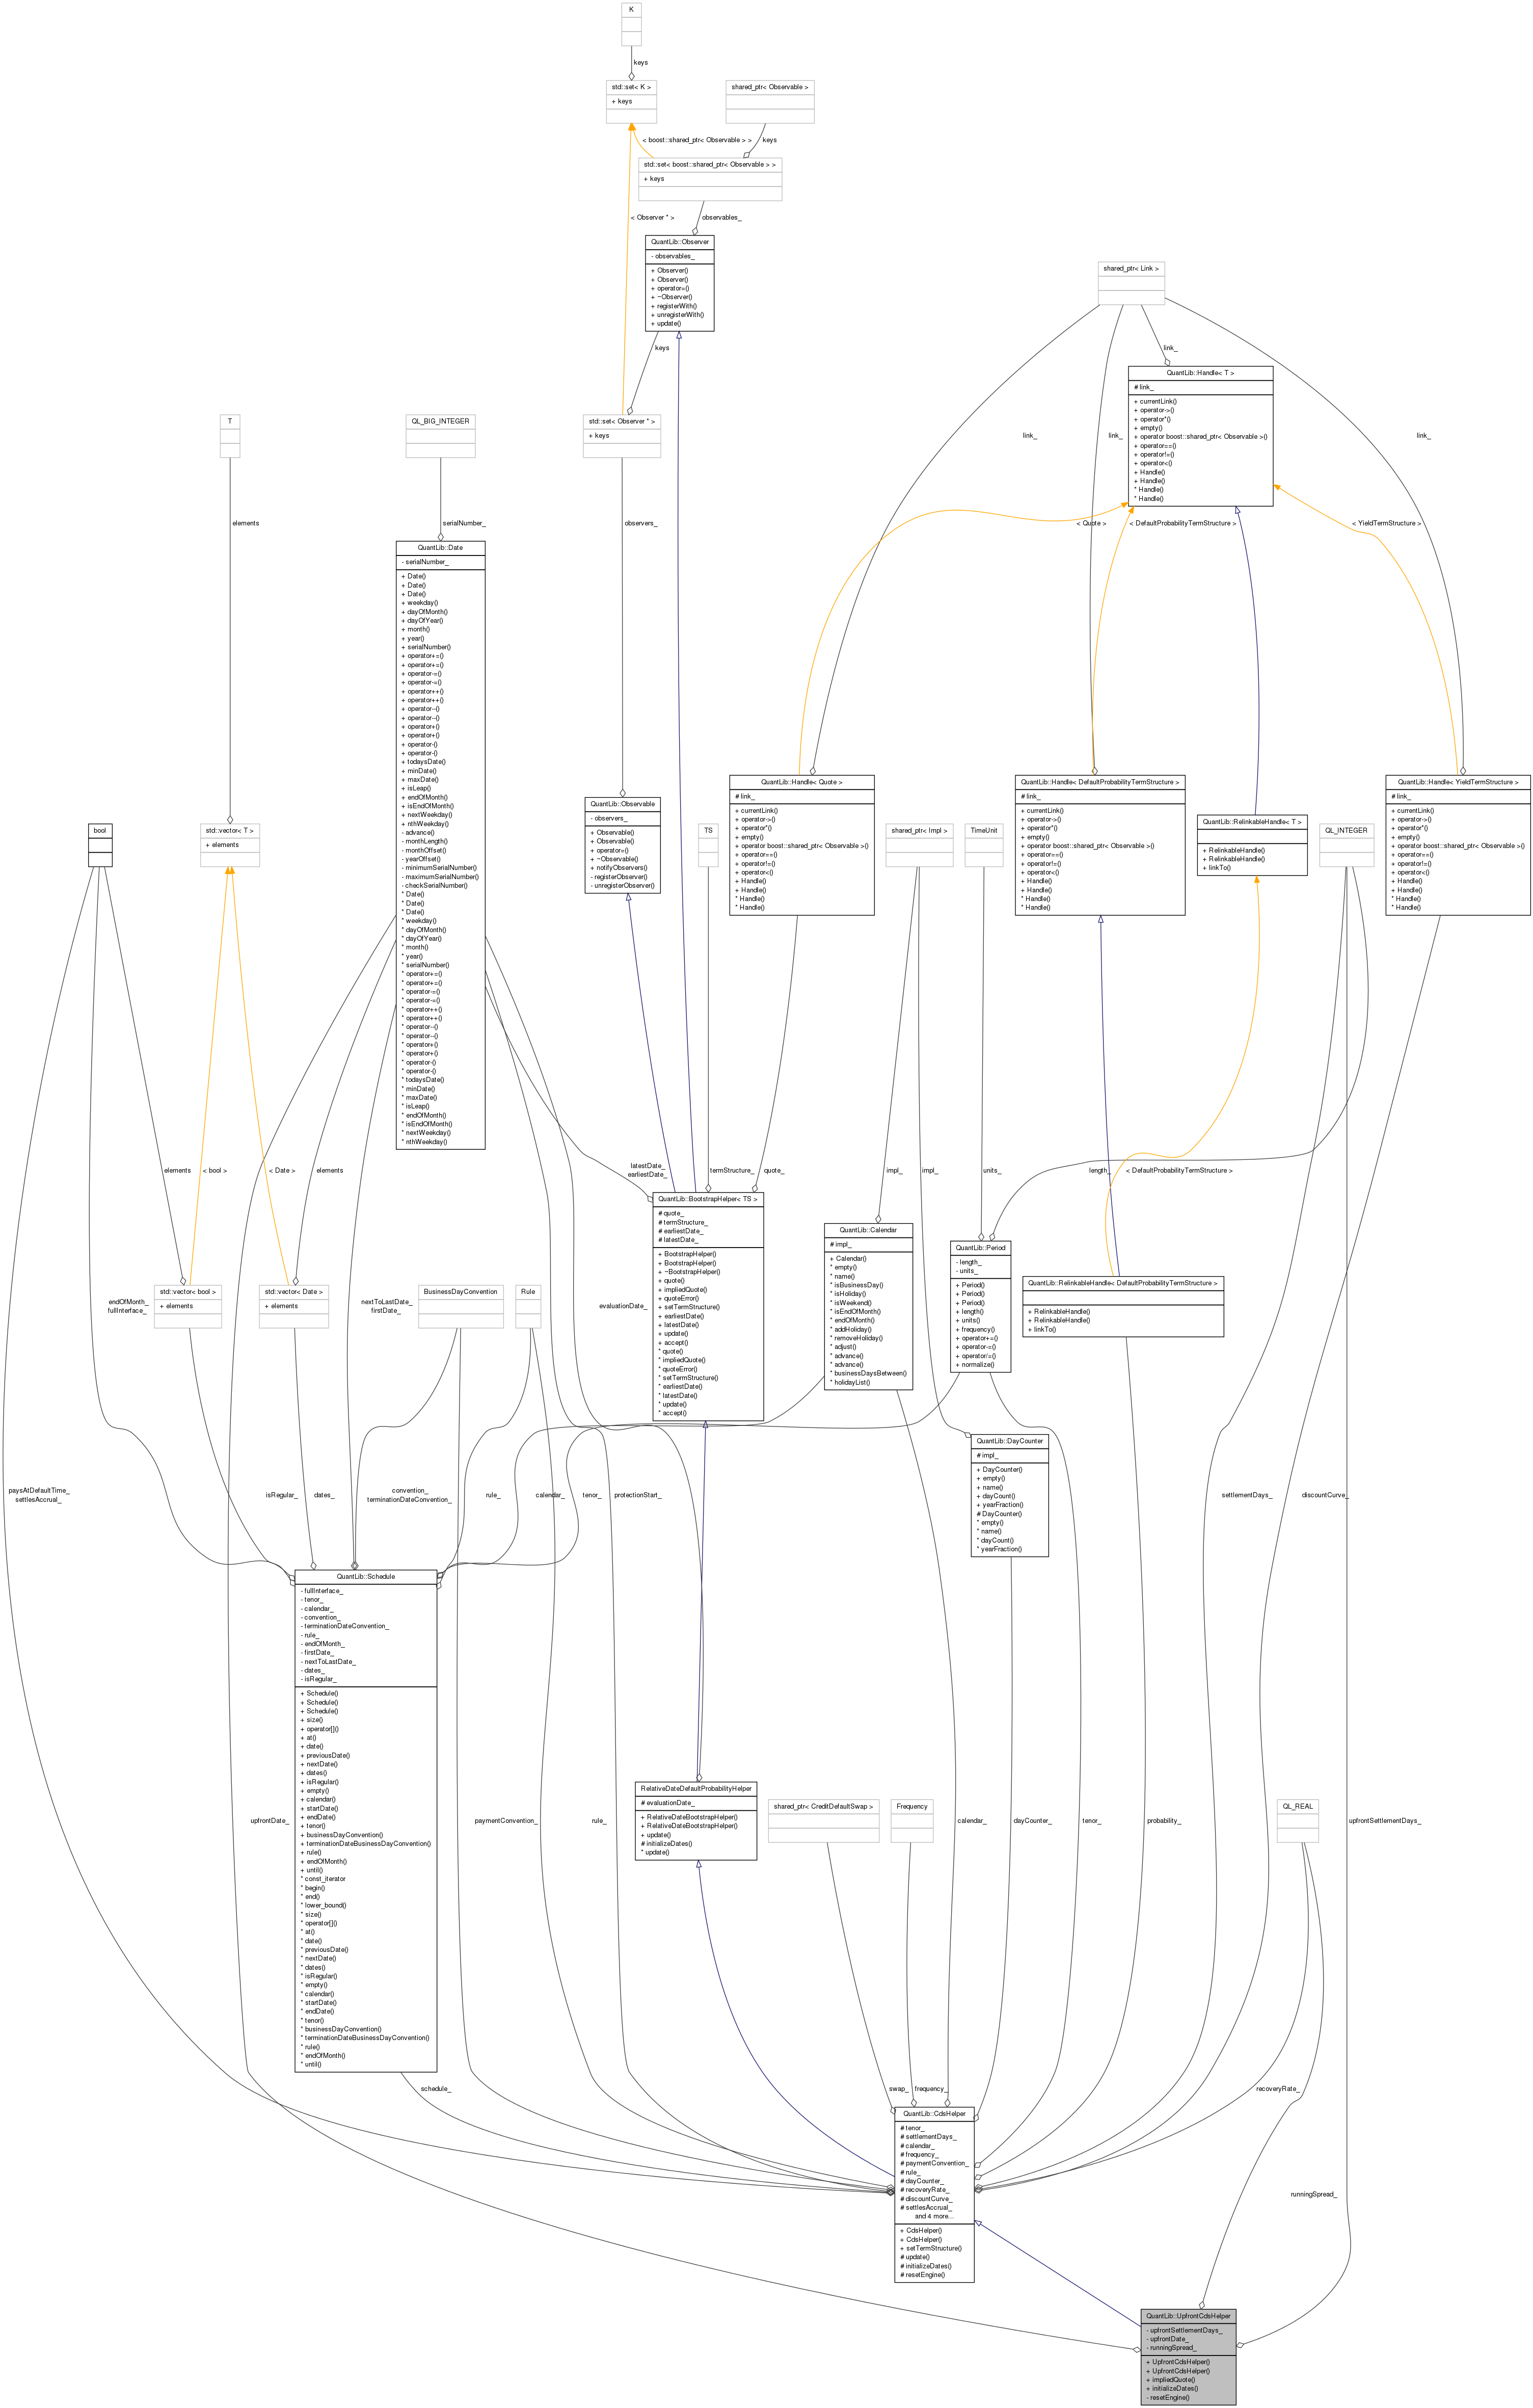 K
keys
std::set< K >
+ keys
shared_ptr< Observable >
< boost::shared_ptr< Observable > >
keys
std::set< boost::shared_ptr< Observable > >
+ keys
< Observer * >
observables_
QuantLib::Observer
- observables_
+ Observer()
+ Observer()
+ operator=()
+ ~Observer()
+ registerWith()
+ unregisterWith()
+ update()
shared_ptr< Link >
keys
link_
QuantLib::Handle< T >
# link_
+ currentLink()
+ operator->()
+ operator*()
+ empty()
+ operator boost::shared_ptr< Observable >()
+ operator==()
+ operator!=()
+ operator<()
+ Handle()
+ Handle()
* Handle()
* Handle()
T
QL_BIG_INTEGER
std::set< Observer * >
+ keys
link_
link_
link_
elements
serialNumber_
observers_
< Quote >
< DefaultProbabilityTermStructure >
< YieldTermStructure >
QuantLib::Date
- serialNumber_
+ Date()
+ Date()
+ Date()
+ weekday()
+ dayOfMonth()
+ dayOfYear()
+ month()
+ year()
+ serialNumber()
+ operator+=()
+ operator+=()
+ operator-=()
+ operator-=()
+ operator++()
+ operator++()
+ operator--()
+ operator--()
+ operator+()
+ operator+()
+ operator-()
+ operator-()
+ todaysDate()
+ minDate()
+ maxDate()
+ isLeap()
+ endOfMonth()
+ isEndOfMonth()
+ nextWeekday()
+ nthWeekday()
- advance()
- monthLength()
- monthOffset()
- yearOffset()
- minimumSerialNumber()
- maximumSerialNumber()
- checkSerialNumber()
* Date()
* Date()
* Date()
* weekday()
* dayOfMonth()
* dayOfYear()
* month()
* year()
* serialNumber()
* operator+=()
* operator+=()
* operator-=()
* operator-=()
* operator++()
* operator++()
* operator--()
* operator--()
* operator+()
* operator+()
* operator-()
* operator-()
* todaysDate()
* minDate()
* maxDate()
* isLeap()
* endOfMonth()
* isEndOfMonth()
* nextWeekday()
* nthWeekday()
bool
std::vector< T >
+ elements
QuantLib::Observable
- observers_
+ Observable()
+ Observable()
+ operator=()
+ ~Observable()
+ notifyObservers()
- registerObserver()
- unregisterObserver()
TS
QuantLib::Handle< Quote >
# link_
+ currentLink()
+ operator->()
+ operator*()
+ empty()
+ operator boost::shared_ptr< Observable >()
+ operator==()
+ operator!=()
+ operator<()
+ Handle()
+ Handle()
* Handle()
* Handle()
shared_ptr< Impl >
TimeUnit
QuantLib::Handle< DefaultProbabilityTermStructure >
# link_
+ currentLink()
+ operator->()
+ operator*()
+ empty()
+ operator boost::shared_ptr< Observable >()
+ operator==()
+ operator!=()
+ operator<()
+ Handle()
+ Handle()
* Handle()
* Handle()
QuantLib::RelinkableHandle< T >
+ RelinkableHandle()
+ RelinkableHandle()
+ linkTo()
QL_INTEGER
QuantLib::Handle< YieldTermStructure >
# link_
+ currentLink()
+ operator->()
+ operator*()
+ empty()
+ operator boost::shared_ptr< Observable >()
+ operator==()
+ operator!=()
+ operator<()
+ Handle()
+ Handle()
* Handle()
* Handle()
elements
< bool >
< Date >
elements
latestDate_
earliestDate_
termStructure_
quote_
impl_
impl_
units_
length_
< DefaultProbabilityTermStructure >
QuantLib::BootstrapHelper< TS >
# quote_
# termStructure_
# earliestDate_
# latestDate_
+ BootstrapHelper()
+ BootstrapHelper()
+ ~BootstrapHelper()
+ quote()
+ impliedQuote()
+ quoteError()
+ setTermStructure()
+ earliestDate()
+ latestDate()
+ update()
+ accept()
* quote()
* impliedQuote()
* quoteError()
* setTermStructure()
* earliestDate()
* latestDate()
* update()
* accept()
QuantLib::Calendar
# impl_
+ Calendar()
* empty()
* name()
* isBusinessDay()
* isHoliday()
* isWeekend()
* isEndOfMonth()
* endOfMonth()
* addHoliday()
* removeHoliday()
* adjust()
* advance()
* advance()
* businessDaysBetween()
* holidayList()
QuantLib::Period
- length_
- units_
+ Period()
+ Period()
+ Period()
+ length()
+ units()
+ frequency()
+ operator+=()
+ operator-=()
+ operator/=()
+ normalize()
QuantLib::RelinkableHandle< DefaultProbabilityTermStructure >
+ RelinkableHandle()
+ RelinkableHandle()
+ linkTo()
endOfMonth_
fullInterface_
std::vector< bool >
+ elements
std::vector< Date >
+ elements
nextToLastDate_
firstDate_
BusinessDayConvention
Rule
evaluationDate_
QuantLib::DayCounter
# impl_
+ DayCounter()
+ empty()
+ name()
+ dayCount()
+ yearFraction()
# DayCounter()
* empty()
* name()
* dayCount()
* yearFraction()
paysAtDefaultTime_
settlesAccrual_
isRegular_
dates_
convention_
terminationDateConvention_
rule_
calendar_
tenor_
protectionStart_
settlementDays_
discountCurve_
QuantLib::Schedule
- fullInterface_
- tenor_
- calendar_
- convention_
- terminationDateConvention_
- rule_
- endOfMonth_
- firstDate_
- nextToLastDate_
- dates_
- isRegular_
+ Schedule()
+ Schedule()
+ Schedule()
+ size()
+ operator[]()
+ at()
+ date()
+ previousDate()
+ nextDate()
+ dates()
+ isRegular()
+ empty()
+ calendar()
+ startDate()
+ endDate()
+ tenor()
+ businessDayConvention()
+ terminationDateBusinessDayConvention()
+ rule()
+ endOfMonth()
+ until()
* const_iterator
* begin()
* end()
* lower_bound()
* size()
* operator[]()
* at()
* date()
* previousDate()
* nextDate()
* dates()
* isRegular()
* empty()
* calendar()
* startDate()
* endDate()
* tenor()
* businessDayConvention()
* terminationDateBusinessDayConvention()
* rule()
* endOfMonth()
* until()
upfrontDate_
paymentConvention_
rule_
RelativeDateDefaultProbabilityHelper
# evaluationDate_
+ RelativeDateBootstrapHelper()
+ RelativeDateBootstrapHelper()
+ update()
# initializeDates()
* update()
shared_ptr< CreditDefaultSwap >
Frequency
calendar_
dayCounter_
tenor_
probability_
QL_REAL
upfrontSettlementDays_
schedule_
swap_
frequency_
recoveryRate_
QuantLib::CdsHelper
# tenor_
# settlementDays_
# calendar_
# frequency_
# paymentConvention_
# rule_
# dayCounter_
# recoveryRate_
# discountCurve_
# settlesAccrual_
and 4 more...
+ CdsHelper()
+ CdsHelper()
+ setTermStructure()
# update()
# initializeDates()
# resetEngine()
runningSpread_
QuantLib::UpfrontCdsHelper
- upfrontSettlementDays_
- upfrontDate_
- runningSpread_
+ UpfrontCdsHelper()
+ UpfrontCdsHelper()
+ impliedQuote()
+ initializeDates()
- resetEngine()